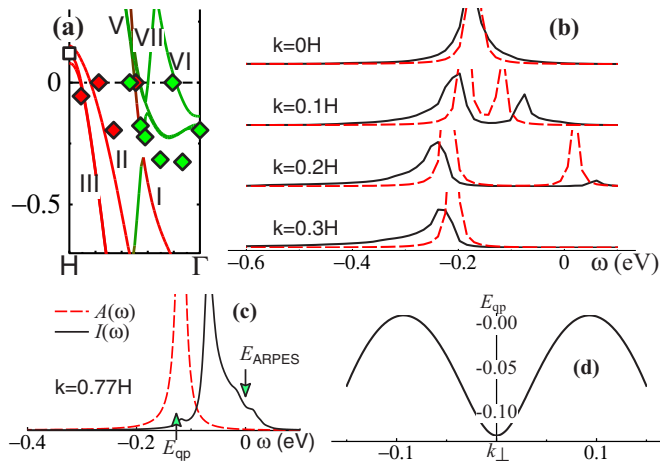 (a)
V
VII
VI
0
II
III
I
−0.5
H
Γ
(b)
k=0H
k=0.1H
k=0.2H
k=0.3H
−0.6
−0.4
−0.2
0
ω (eV)
A(ω)
I(ω)
(c)
k=0.77H
E_ARPES
E_qp
−0.4
−0.2
0 ω (eV)
E_qp
-0.00
-0.05
-0.10
(d)
-0.1
k⊥
0.1